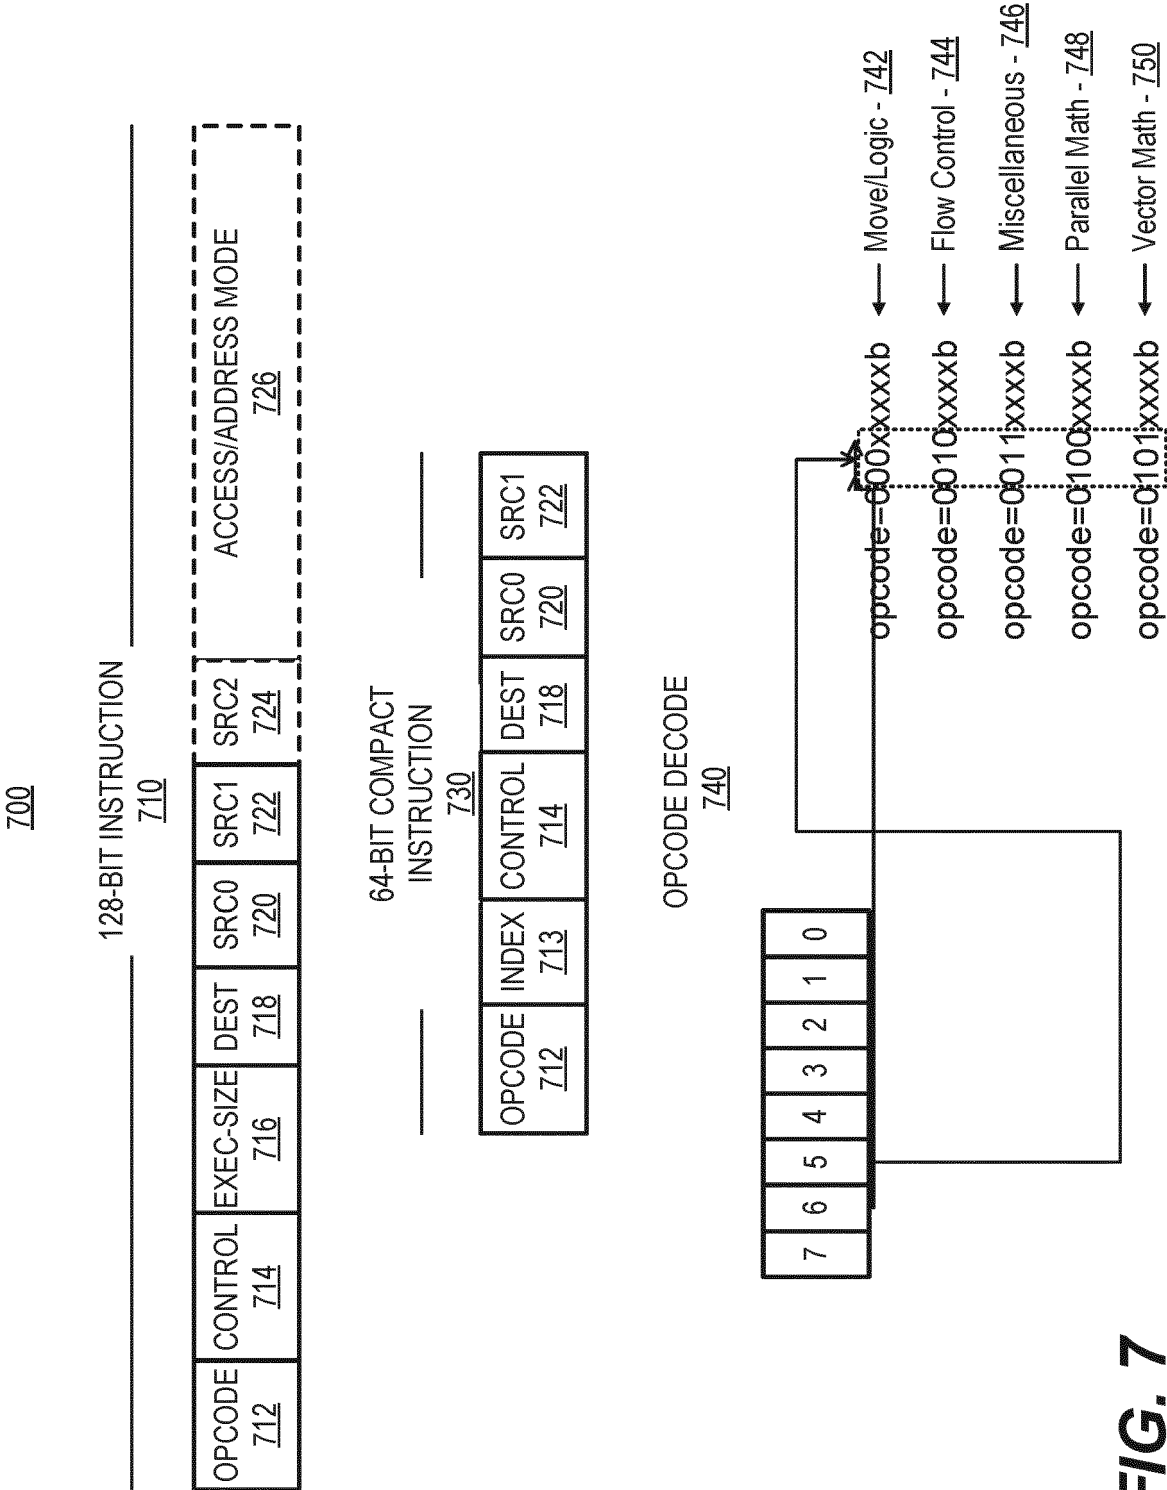 700
128-BIT INSTRUCTION
710
OPCODE
712
CONTROL
714
EXEC-SIZE
716
DEST
718
SRC0
720
SRC1
722
SRC2
724
ACCESS/ADDRESS MODE
726
64-BIT COMPACT
INSTRUCTION
730
OPCODE
712
INDEX
713
CONTROL
714
DEST
718
SRC0
720
SRC1
722
OPCODE DECODE
740
7 6 5 4 3 2 1 0
opcode=000xxxxxb Move/Logic - 742
opcode=0010xxxxb Flow Control - 744
opcode=0011xxxxb Miscellaneous - 746
opcode=0100xxxxb Parallel Math - 748
opcode=0101xxxxb Vector Math - 750
FIG. 7